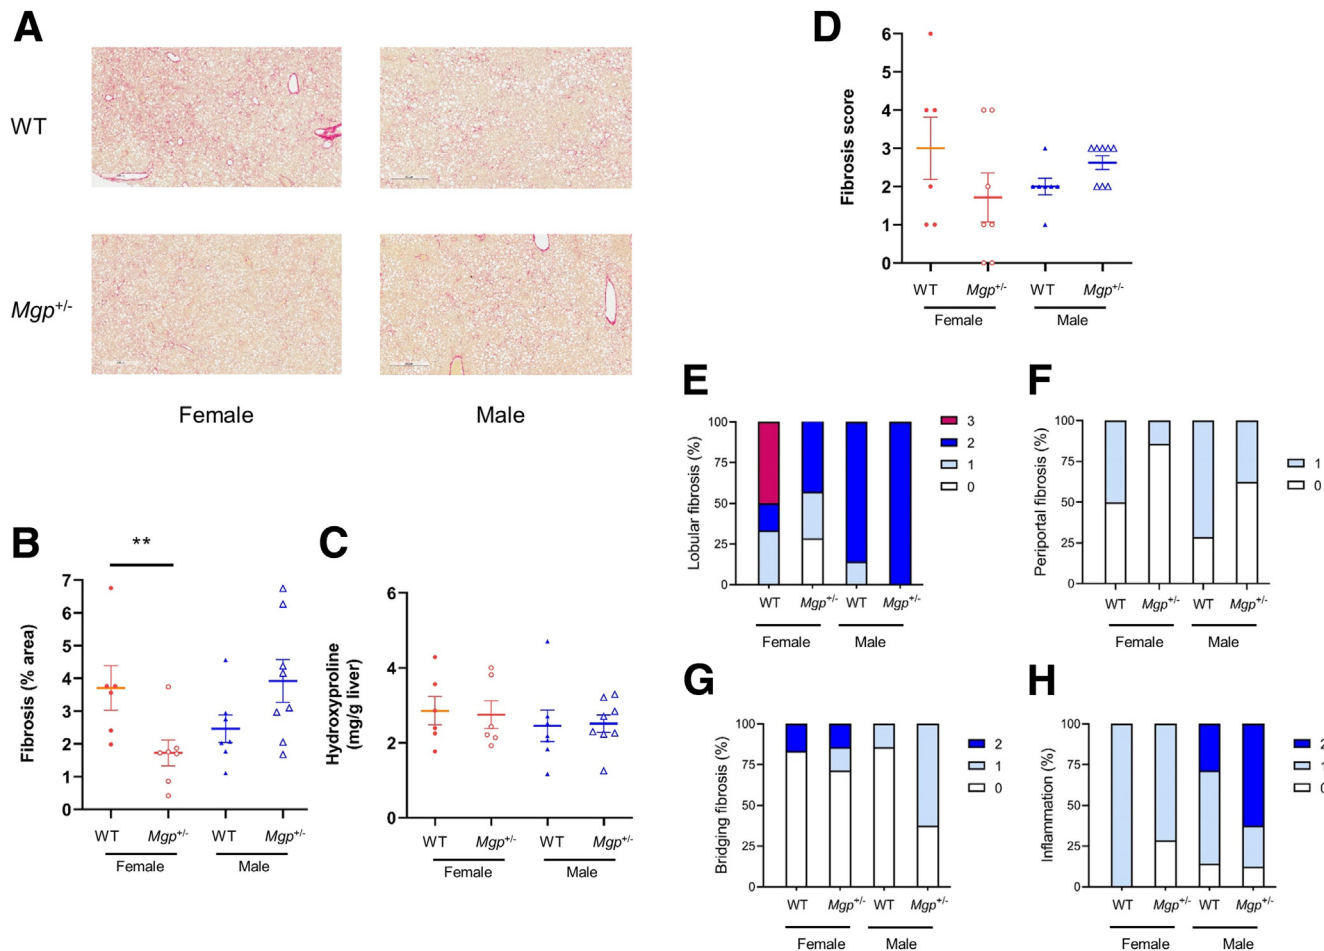 A
WT
Mgp+/-
Female
Male
B
**
Fibrosis (% area)
7
6
5
4
3
2
1
0
WT
Mgp+/-
WT
Mgp+/-
Female
Male
C
Hydroxyproline
(mg/g liver)
6
4
2
0
WT
Mgp+/-
WT
Mgp+/-
Female
Male
D
Fibrosis score
6
5
4
3
2
1
0
WT
Mgp+/-
WT
Mgp+/-
Female
Male
E
Lobular fibrosis (%)
100
75
50
25
0
3
2
1
0
WT
Mgp+/-
WT
Mgp+/-
Female
Male
F
Periportal fibrosis (%)
100
75
50
25
0
1
0
WT
Mgp+/-
WT
Mgp+/-
Female
Male
G
Bridging fibrosis (%)
100
75
50
25
0
2
1
0
WT
Mgp+/-
WT
Mgp+/-
Female
Male
H
Inflammation (%)
100
75
50
25
0
2
1
0
WT
Mgp+/-
WT
Mgp+/-
Female
Male